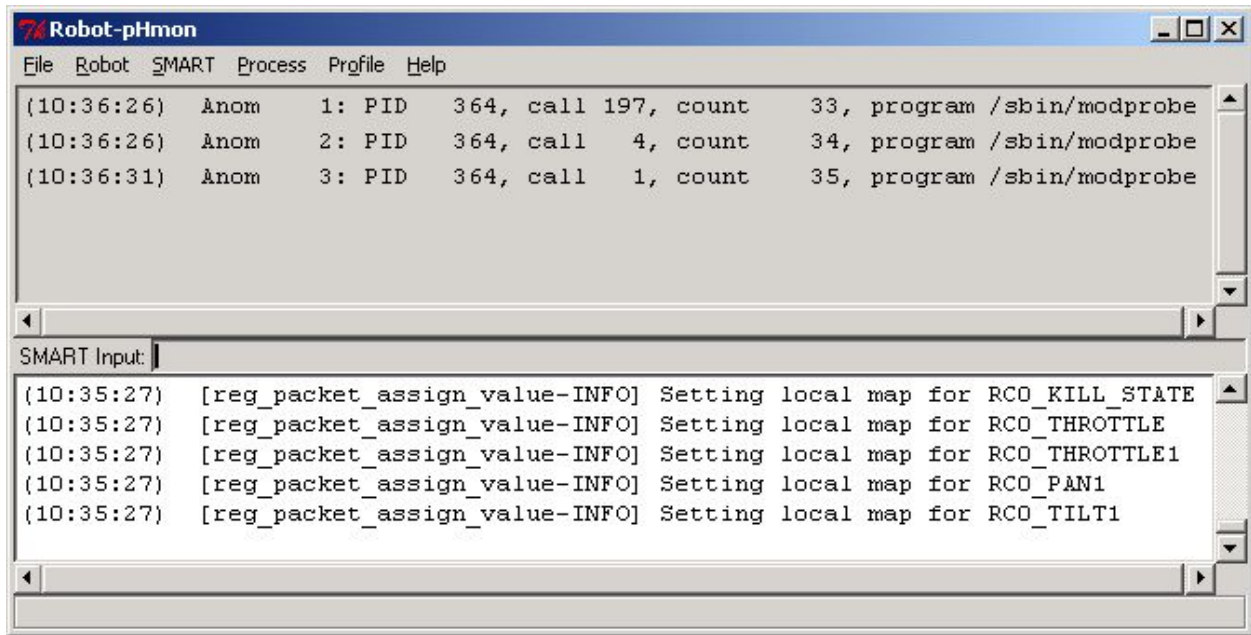 Robot-pHmon
File Robot SMART Process Profile Help
(10:36:26) Anom 1: PID 364, call 197, count 33, program /sbin/modprobe
(10:36:26) Anom 2: PID 364, call 4, count 34, program /sbin/modprobe
(10:36:31) Anom 3: PID 364, call 1, count 35, program /sbin/modprobe
SMART Input:
(10:35:27) [reg_packet_assign_value-INFO] Setting local map for RCO_KILL_STATE
(10:35:27) [reg_packet_assign_value-INFO] Setting local map for RCO_THROTTLE
(10:35:27) [reg_packet_assign_value-INFO] Setting local map for RCO_THROTTLE1
(10:35:27) [reg_packet_assign_value-INFO] Setting local map for RCO_PAN1
(10:35:27) [reg_packet_assign_value-INFO] Setting local map for RCO_TILT1